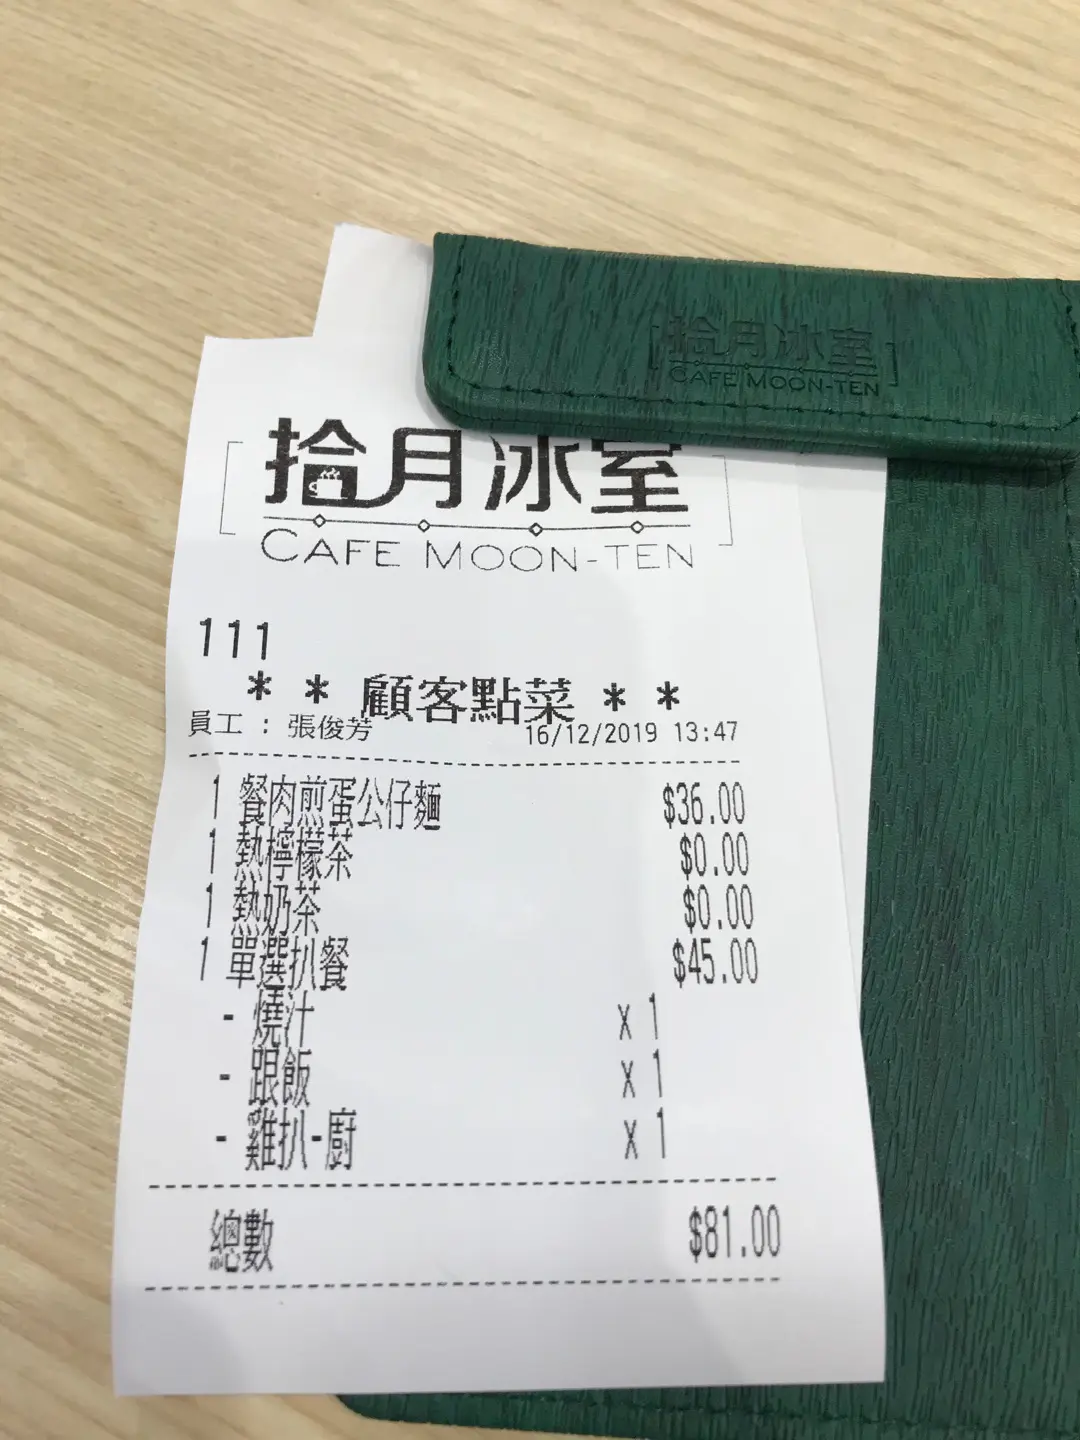 拾月冰室
CAFE MOON-TEN
拾月冰室
CAFE MOON-TEN
111
* * 顧客點菜 * *
員工 : 張俊芳 16/12/2019 13:47
1 餐肉煎蛋公仔麵 $36.00
1 熱檸檬茶 $0.00
1 熱奶茶 $0.00
1 單選扒餐 $45.00
- 燒汁 x 1
- 跟飯 x 1
- 雞扒-廚 x 1
總數 $81.00